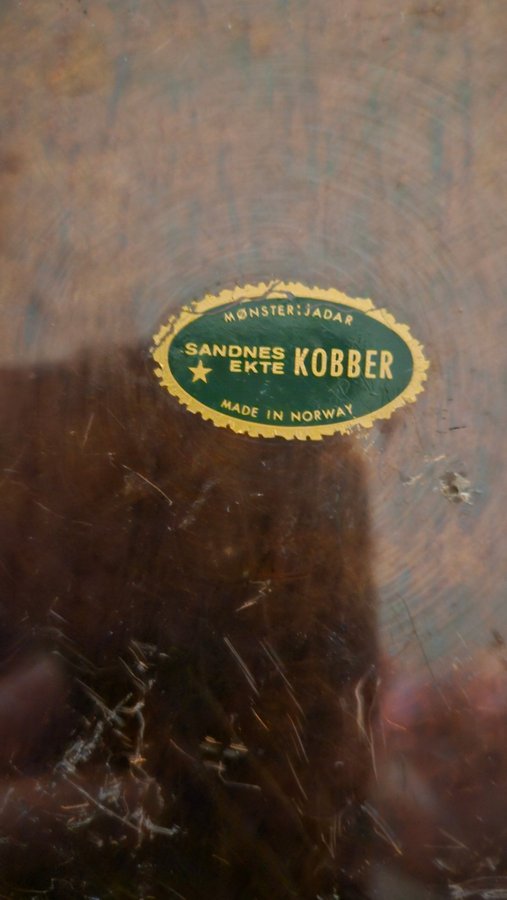 MØNSTER: JADAR
SANDNES
EKTE KOBBER
MADE IN NORWAY